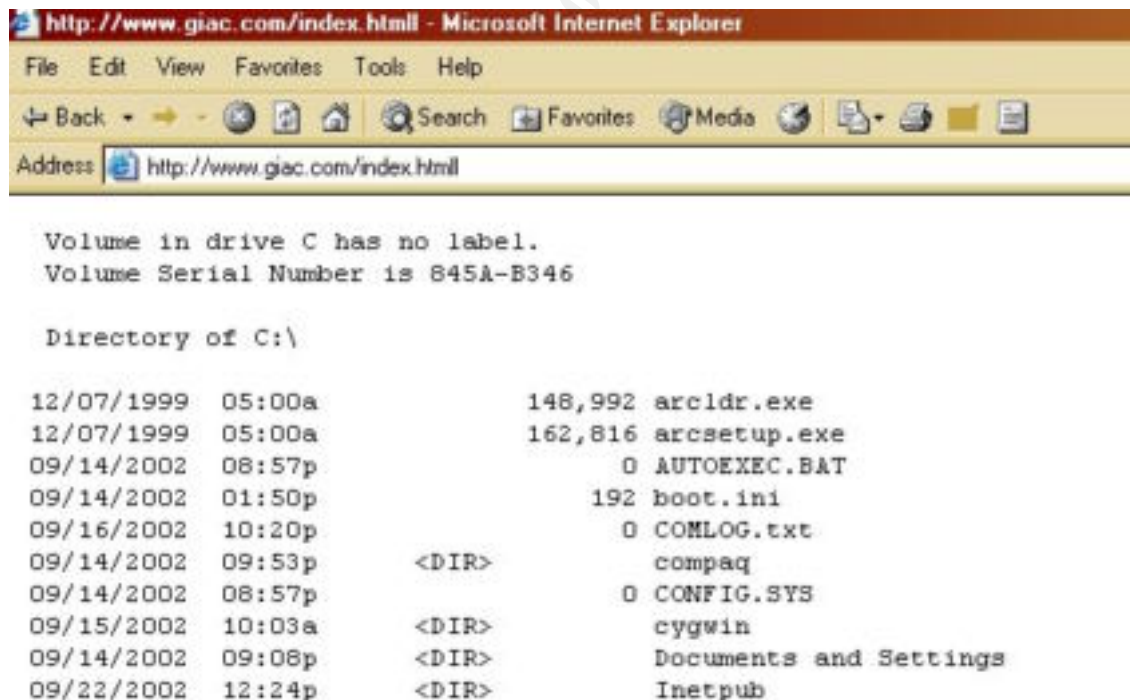 http://www.giac.com/index.htmll - Microsoft Internet Explorer
File Edit View Favorites Tools Help
Back Search Favorites Media
Address http://www.giac.com/index.htmll
Volume in drive C has no label.
Volume Serial Number is 845A-B346
Directory of C:\
12/07/1999 05:00a 148,992 arcldr.exe
12/07/1999 05:00a 162,816 arcsetup.exe
09/14/2002 08:57p 0 AUTOEXEC.BAT
09/14/2002 01:50p 192 boot.ini
09/16/2002 10:20p 0 COMLOG.txt
09/14/2002 09:53p <DIR> compaq
09/14/2002 08:57p 0 CONFIG.SYS
09/15/2002 10:03a <DIR> cygwin
09/14/2002 09:08p <DIR> Documents and Settings
09/22/2002 12:24p <DIR> Inetpub